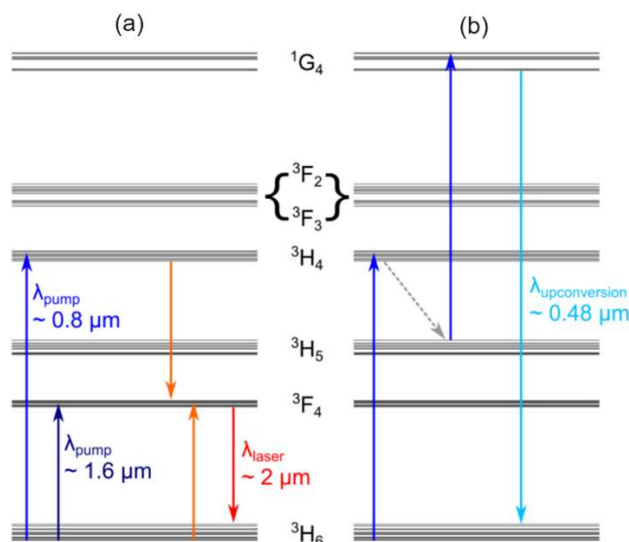 (a)
(b)
¹G₄
³F₂
³F₃
³H₄
λpump
~ 0.8 μm
λupconversion
~ 0.48 μm
³H₅
³F₄
λpump
~ 1.6 μm
λlaser
~ 2 μm
³H₆